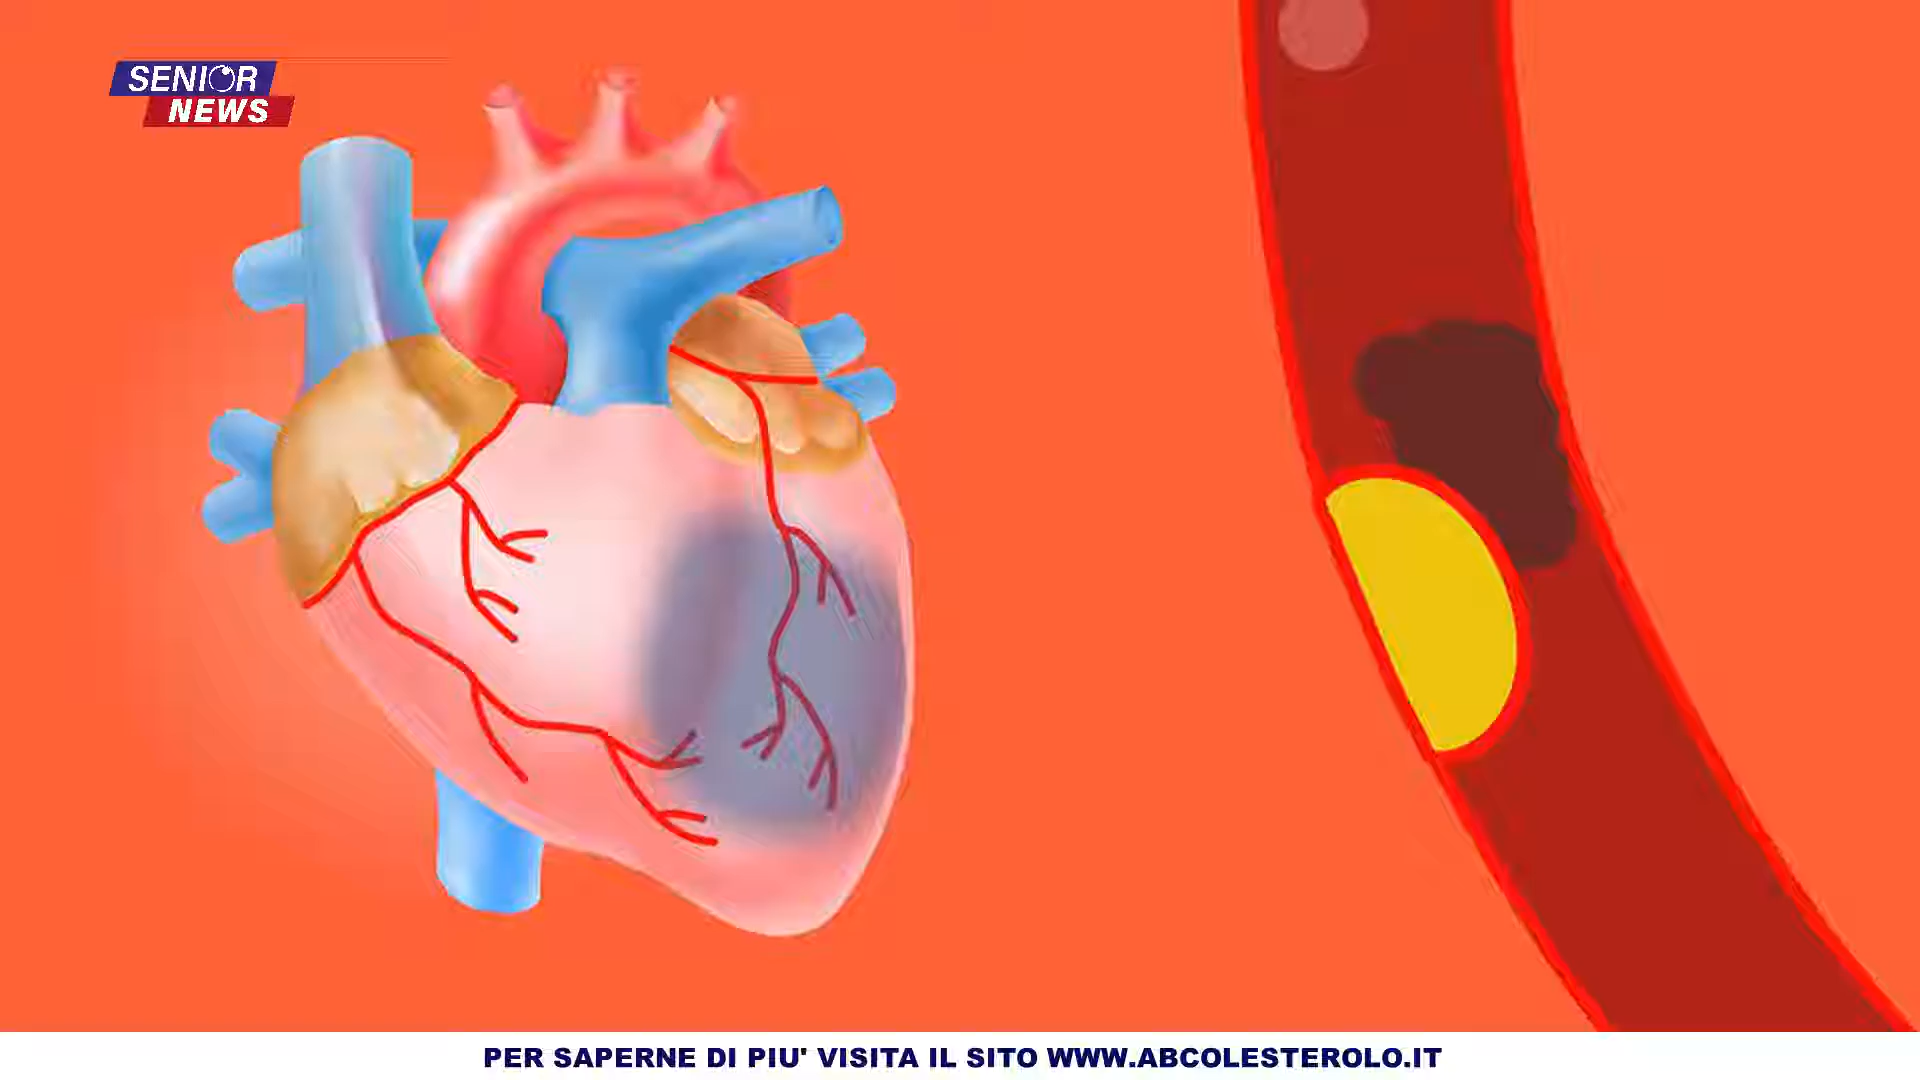 SENIOR
NEWS
PER SAPERNE DI PIU' VISITA IL SITO WWW.ABCOLESTEROLO.IT